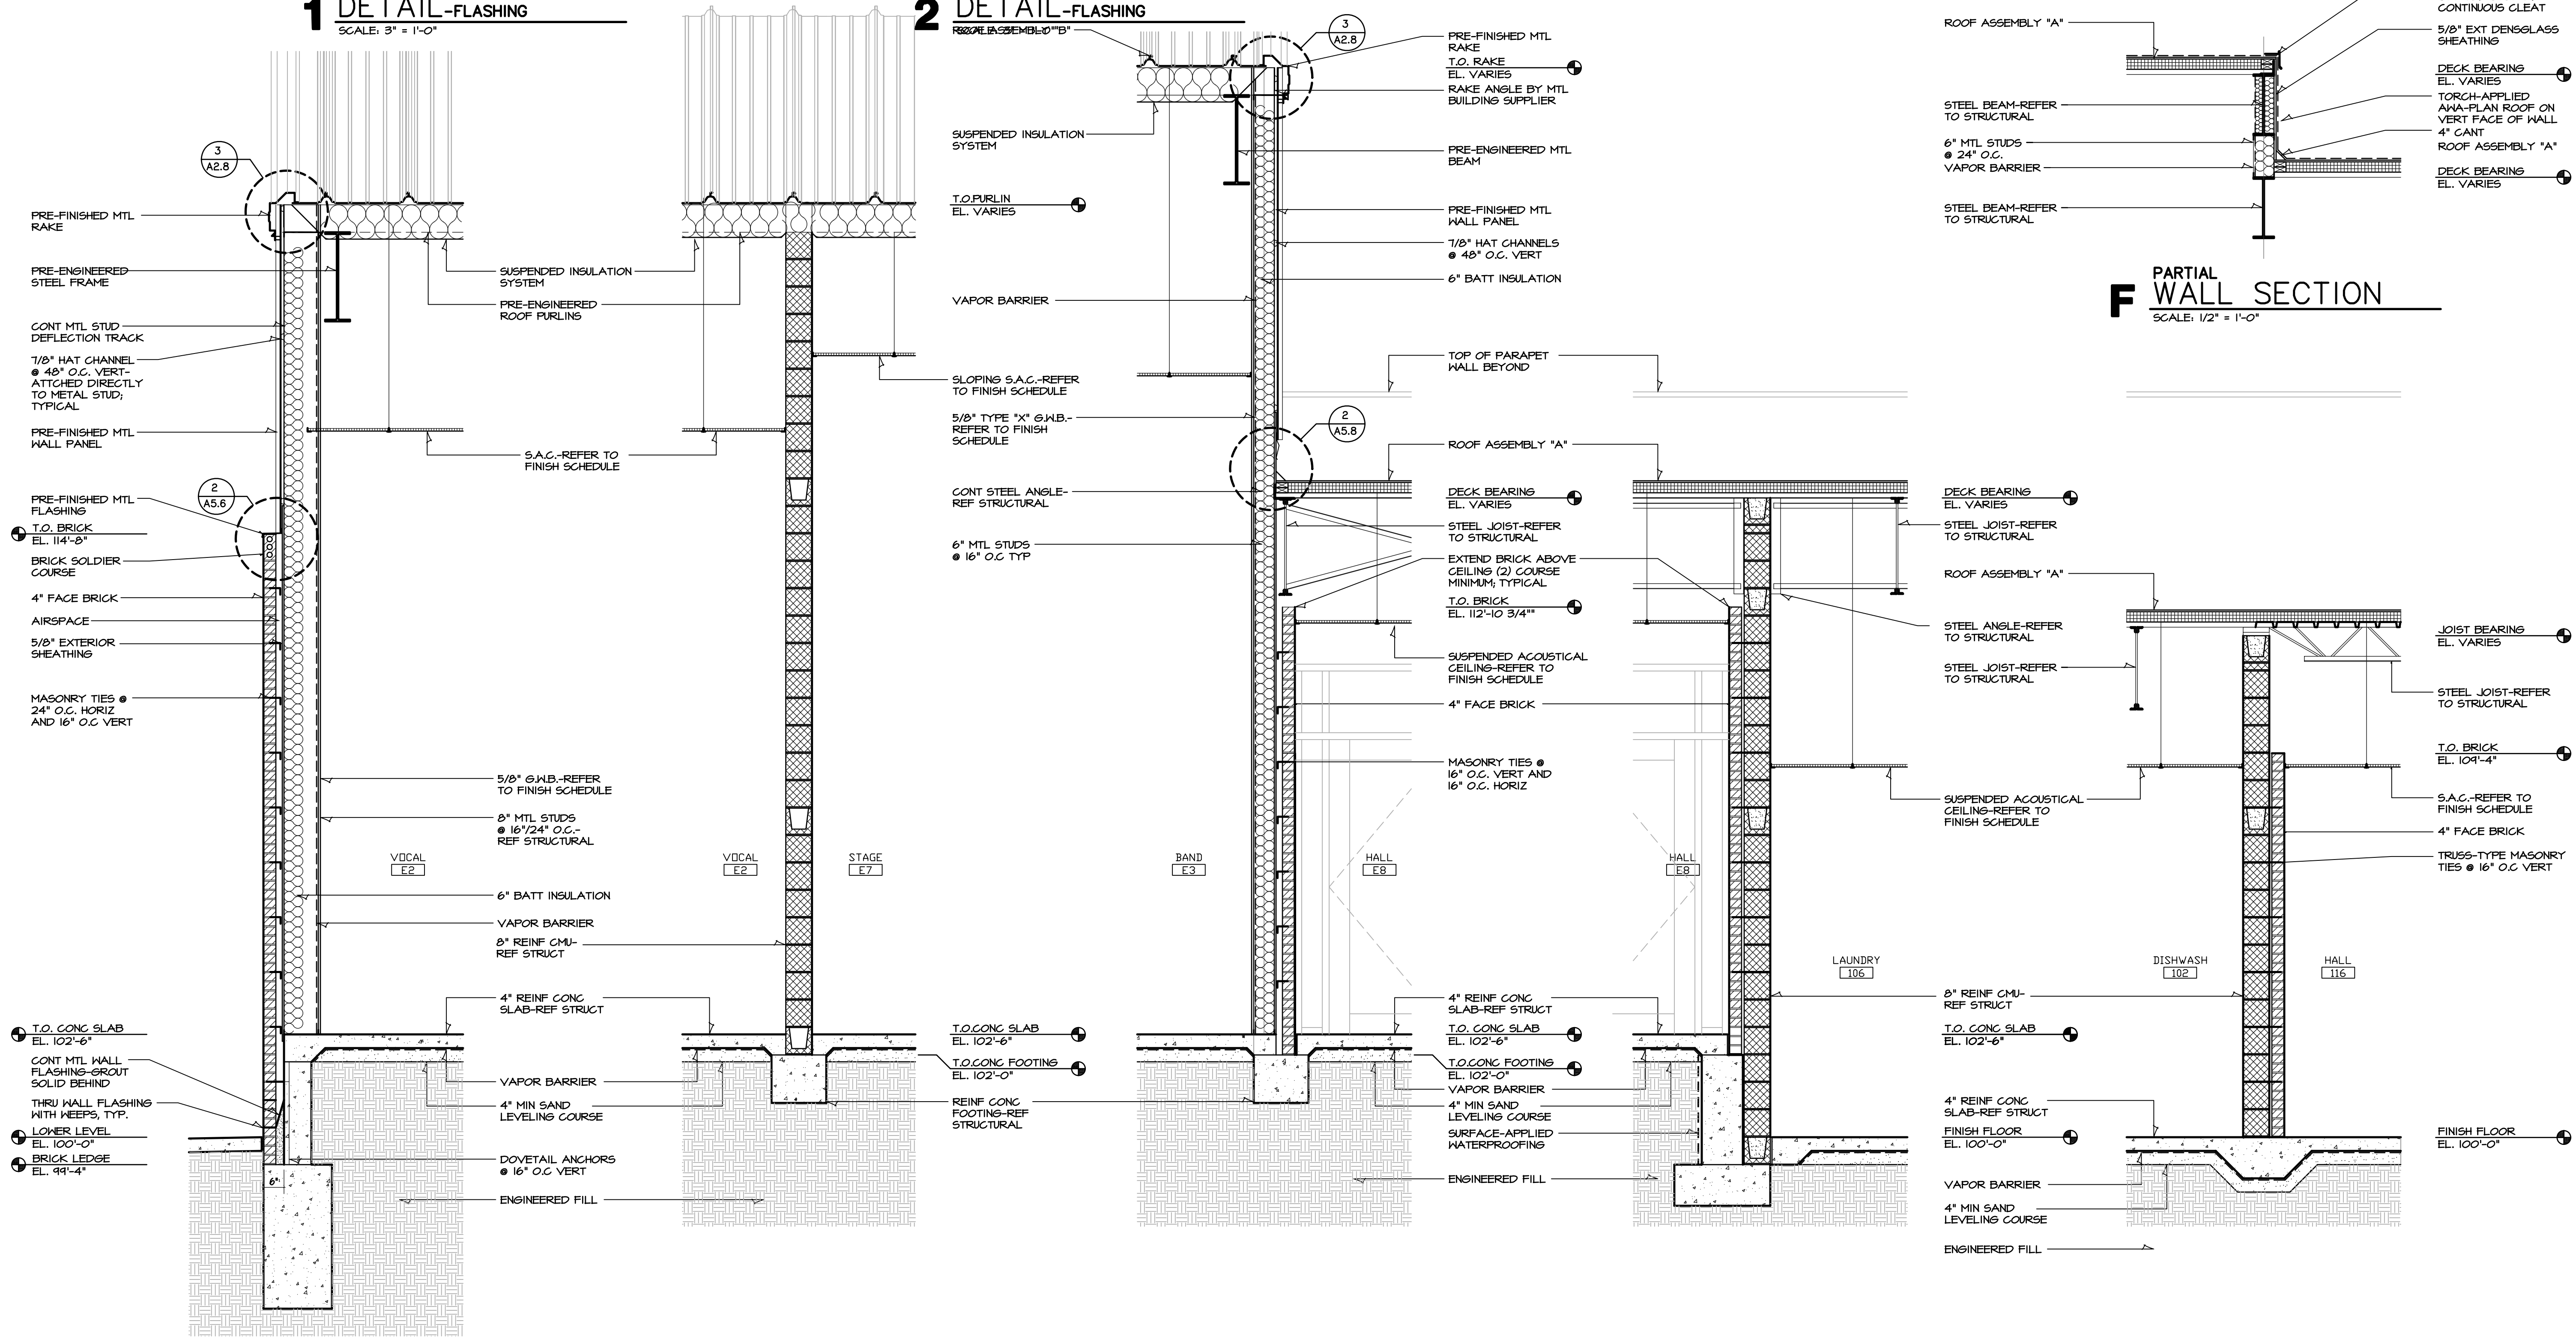 1 DETAIL-FLASHING
SCALE: 3" = 1'-0"
2 DETAIL-FLASHING
3
A2.8
PRE-FINISHED MTL
RAKE
PRE-ENGINEERED
STEEL FRAME
CONT MTL STUD
DEFLECTION TRACK
7/8" HAT CHANNEL
@ 48" O.C. VERT-
ATTCHED DIRECTLY
TO METAL STUD;
TYPICAL
PRE-FINISHED MTL
WALL PANEL
2
A5.6
PRE-FINISHED MTL
FLASHING
T.O. BRICK
EL. 114'-8"
BRICK SOLDIER
COURSE
4" FACE BRICK
AIRSPACE
5/8" EXTERIOR
SHEATHING
MASONRY TIES @
24" O.C. HORIZ
AND 16" O.C VERT
T.O. CONC SLAB
EL. 102'-6"
CONT MTL WALL
FLASHING-GROUT
SOLID BEHIND
THRU WALL FLASHING
WITH WEEPS, TYP.
LOWER LEVEL
EL. 100'-0"
BRICK LEDGE
EL. 99'-4"
6"
SUSPENDED INSULATION
SYSTEM
PRE-ENGINEERED
ROOF PURLINS
S.A.C.-REFER TO
FINISH SCHEDULE
5/8" G.W.B.-REFER
TO FINISH SCHEDULE
8" MTL STUDS
@ 16"/24" O.C.-
REF STRUCTURAL
VOCAL
E2
VOCAL
E2
STAGE
E7
6" BATT INSULATION
VAPOR BARRIER
8" REINF CMU-
REF STRUCT
4" REINF CONC
SLAB-REF STRUCT
VAPOR BARRIER
4" MIN SAND
LEVELING COURSE
DOVETAIL ANCHORS
@ 16" O.C VERT
ENGINEERED FILL
SUSPENDED INSULATION
SYSTEM
T.O.PURLIN
EL. VARIES
VAPOR BARRIER
SLOPING S.A.C.-REFER
TO FINISH SCHEDULE
5/8" TYPE "X" G.W.B.-
REFER TO FINISH
SCHEDULE
CONT STEEL ANGLE-
REF STRUCTURAL
6" MTL STUDS
@ 16" O.C TYP
T.O.CONC SLAB
EL. 102'-6"
T.O.CONC FOOTING
EL. 102'-0"
REINF CONC
FOOTING-REF
STRUCTURAL
3
A2.8
PRE-FINISHED MTL
RAKE
T.O. RAKE
EL. VARIES
RAKE ANGLE BY MTL
BUILDING SUPPLIER
PRE-ENGINEERED MTL
BEAM
PRE-FINISHED MTL
WALL PANEL
7/8" HAT CHANNELS
@ 48" O.C. VERT
6" BATT INSULATION
TOP OF PARAPET
WALL BEYOND
2
A5.8
ROOF ASSEMBLY "A"
DECK BEARING
EL. VARIES
STEEL JOIST-REFER
TO STRUCTURAL
EXTEND BRICK ABOVE
CEILING (2) COURSE
MINIMUM; TYPICAL
T.O. BRICK
EL. 112'-10 3/4""
SUSPENDED ACOUSTICAL
CEILING-REFER TO
FINISH SCHEDULE
4" FACE BRICK
MASONRY TIES @
16" O.C. VERT AND
16" O.C. HORIZ
BAND
E3
HALL
E8
HALL
E8
4" REINF CONC
SLAB-REF STRUCT
T.O. CONC SLAB
EL. 102'-6"
T.O.CONC FOOTING
EL. 102'-0"
VAPOR BARRIER
4" MIN SAND
LEVELING COURSE
SURFACE-APPLIED
WATERPROOFING
ENGINEERED FILL
ROOF ASSEMBLY "A"
STEEL BEAM-REFER
TO STRUCTURAL
6" MTL STUDS
@ 24" O.C.
VAPOR BARRIER
STEEL BEAM-REFER
TO STRUCTURAL
CONTINUOUS CLEAT
5/8" EXT DENSGLASS
SHEATHING
DECK BEARING
EL. VARIES
TORCH-APPLIED
AWA-PLAN ROOF ON
VERT FACE OF WALL
4" CANT
ROOF ASSEMBLY "A"
DECK BEARING
EL. VARIES
PARTIAL
F WALL SECTION
SCALE: 1/2" = 1'-0"
DECK BEARING
EL. VARIES
STEEL JOIST-REFER
TO STRUCTURAL
ROOF ASSEMBLY "A"
STEEL ANGLE-REFER
TO STRUCTURAL
STEEL JOIST-REFER
TO STRUCTURAL
SUSPENDED ACOUSTICAL
CEILING-REFER TO
FINISH SCHEDULE
LAUNDRY
106
DISHWASH
102
HALL
116
8" REINF CMU-
REF STRUCT
T.O. CONC SLAB
EL. 102'-6"
4" REINF CONC
SLAB-REF STRUCT
FINISH FLOOR
EL. 100'-0"
VAPOR BARRIER
4" MIN SAND
LEVELING COURSE
ENGINEERED FILL
JOIST BEARING
EL. VARIES
STEEL JOIST-REFER
TO STRUCTURAL
T.O. BRICK
EL. 109'-4"
S.A.C.-REFER TO
FINISH SCHEDULE
4" FACE BRICK
TRUSS-TYPE MASONRY
TIES @ 16" O.C VERT
FINISH FLOOR
EL. 100'-0"